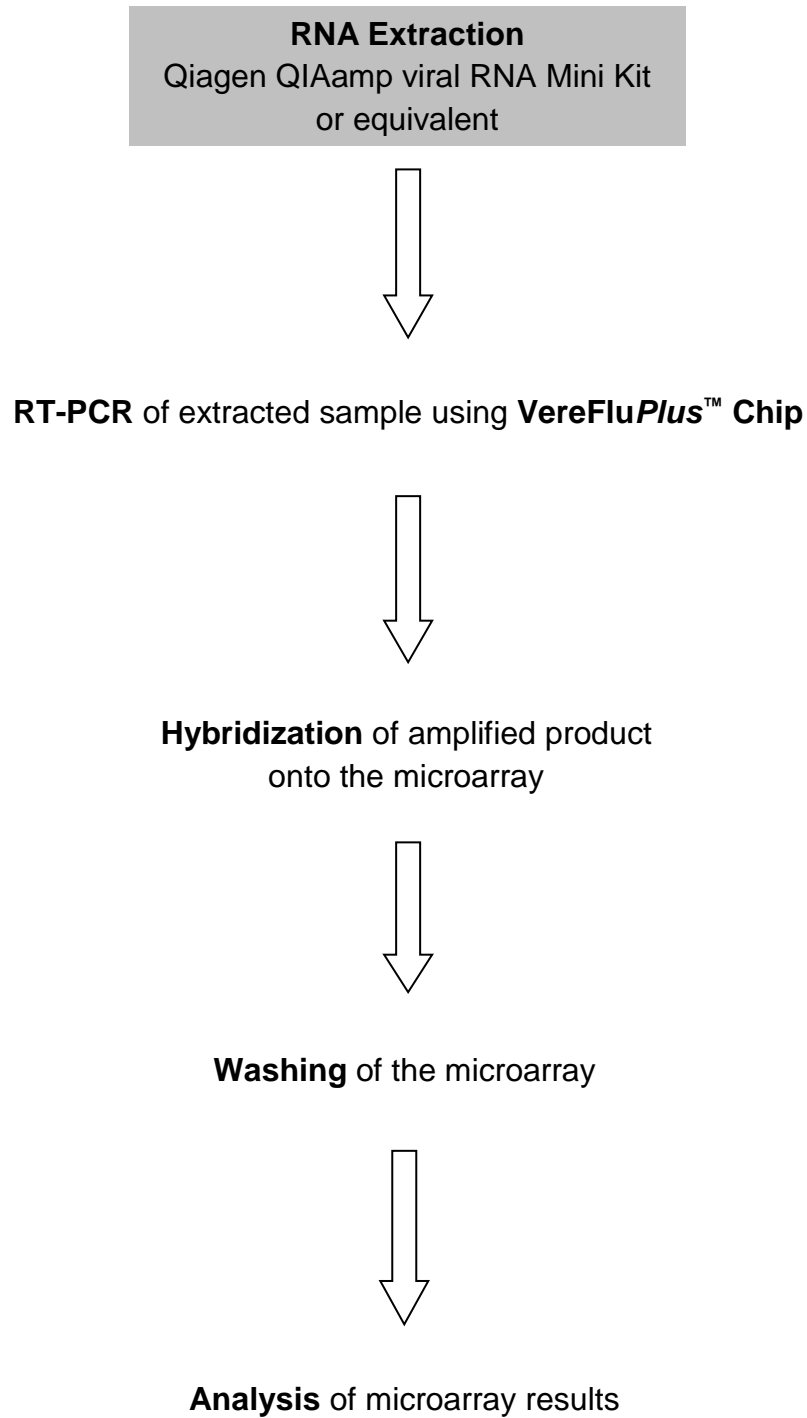 RNA Extraction
Qiagen QIAamp viral RNA Mini Kit
or equivalent
RT-PCR of extracted sample using VereFluPlus™ Chip
Hybridization of amplified product
onto the microarray
Washing of the microarray
Analysis of microarray results